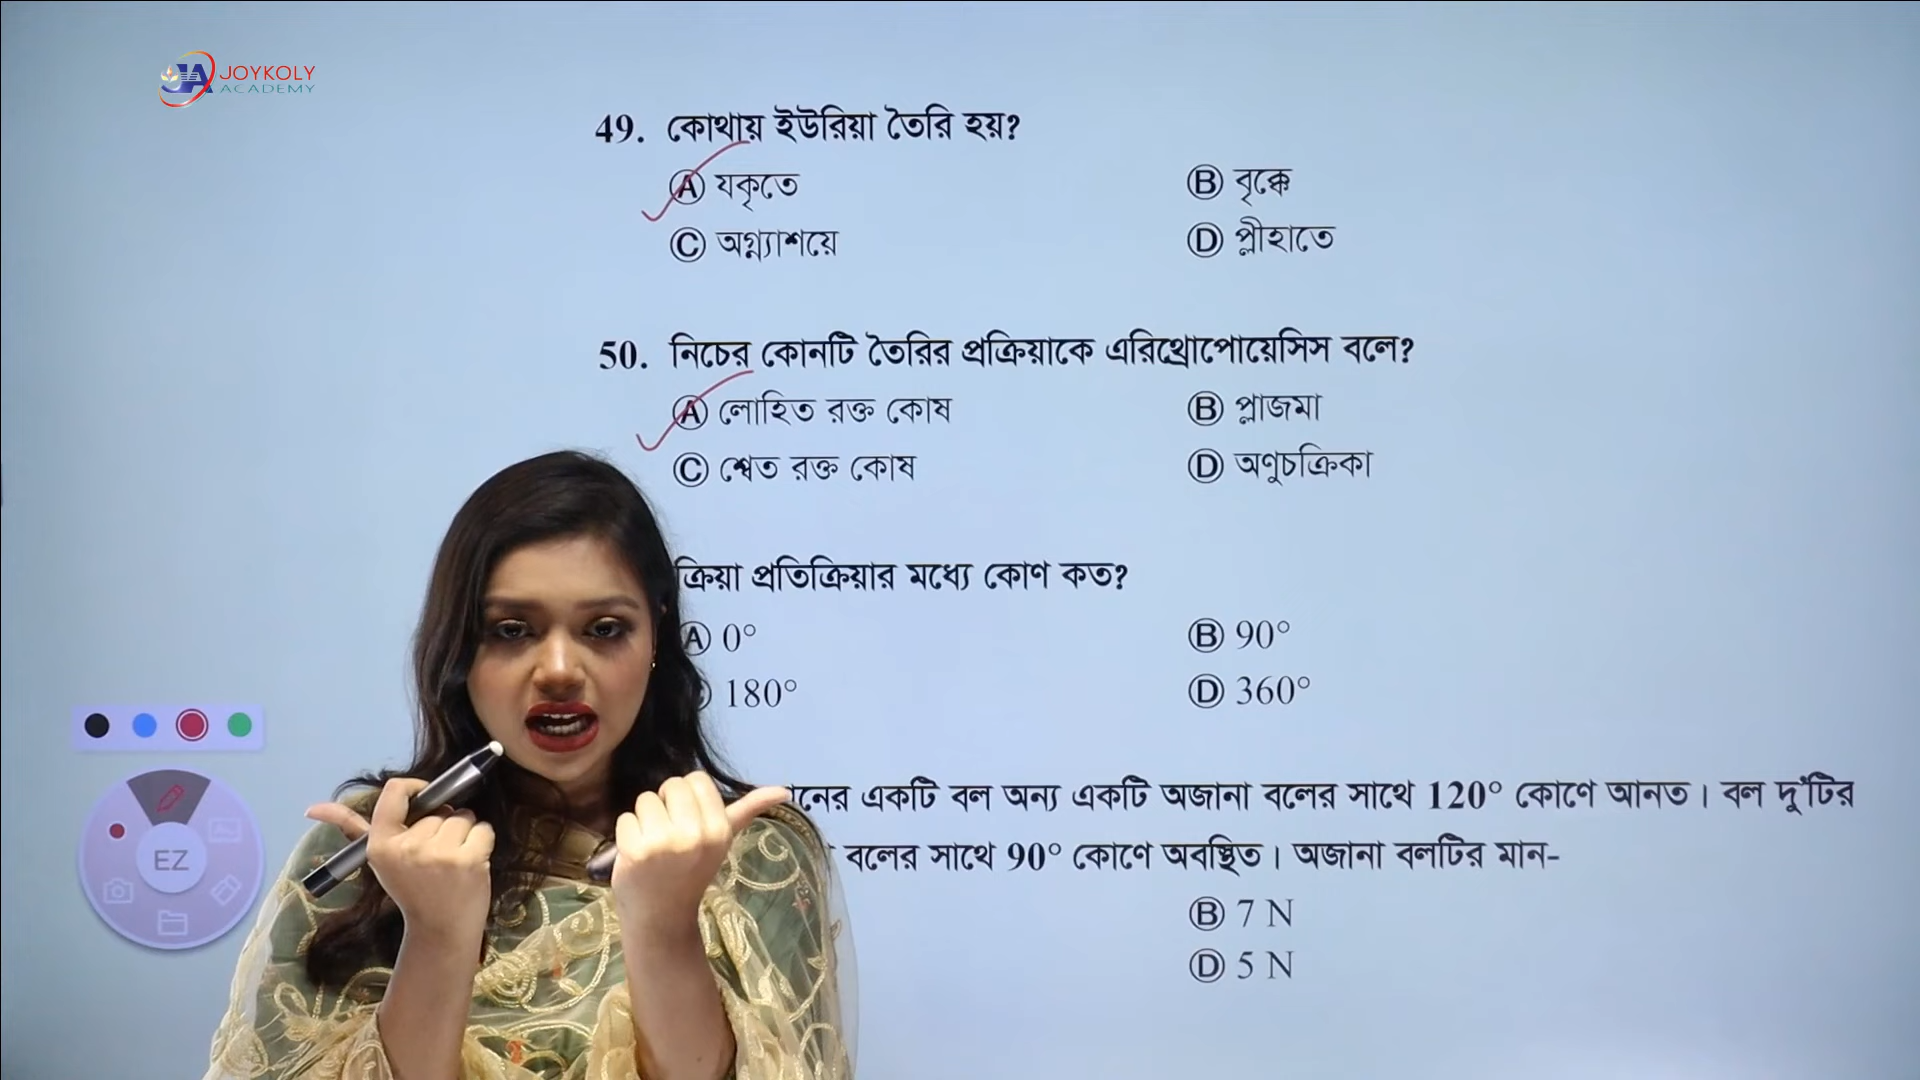 JOYKOLY
ACADEMY
49. কোথায় ইউরিয়া তৈরি হয়?
A যকৃতে
B বৃক্কে
C অগ্ন্যাশয়ে
D প্লীহাতে
50. নিচের কোনটি তৈরির প্রক্রিয়াকে এরিথ্রোপোয়েসিস বলে?
A লোহিত রক্ত কোষ
B প্লাজমা
C শ্বেত রক্ত কোষ
D অণুচক্রিকা
ক্রিয়া প্রতিক্রিয়ার মধ্যে কোণ কত?
A 0°
B 90°
180°
D 360°
একটি বল অন্য একটি অজানা বলের সাথে 120° কোণে আনত। বল দু'টির
বলের সাথে 90° কোণে অবস্থিত। অজানা বলটির মান-
B 7 N
D 5 N
EZ